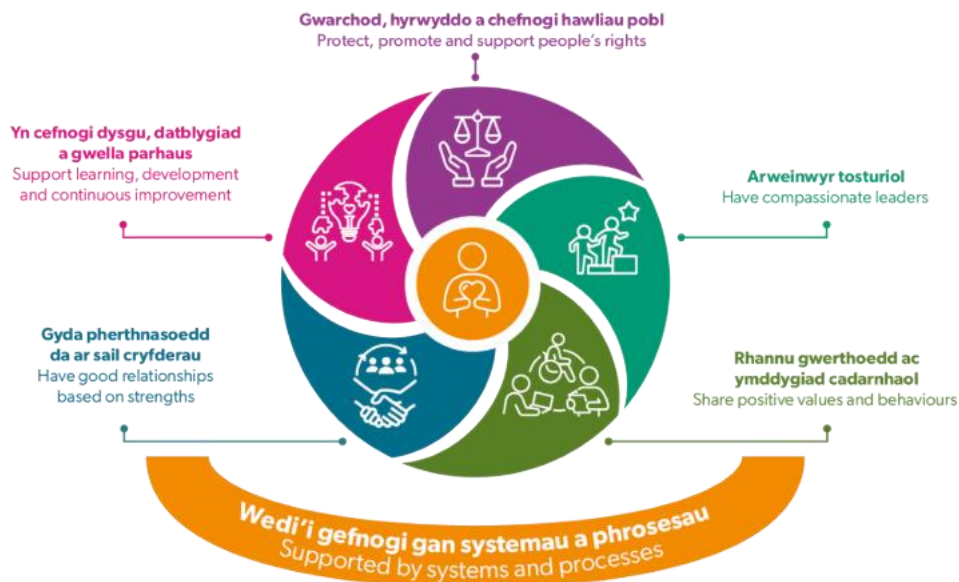 Gwarchod, hyrwyddo a chefnogi hawliau pobl
Protect, promote and support people's rights
Yn cefnogi dysgu, datblygiad
a gwella parhaus
Support learning, development
and continuous improvement
Arweinwyr tosturiol
Have compassionate leaders
Gyda pherthnasoedd
da ar sail cryfderau
Have good relationships
based on strengths
Rhannu gwerthoedd ac
ymddygiad cadarnhaol
Share positive values and behaviours
Wedi'i gefnogi gan systemau a phrosesau
Supported by systems and processes